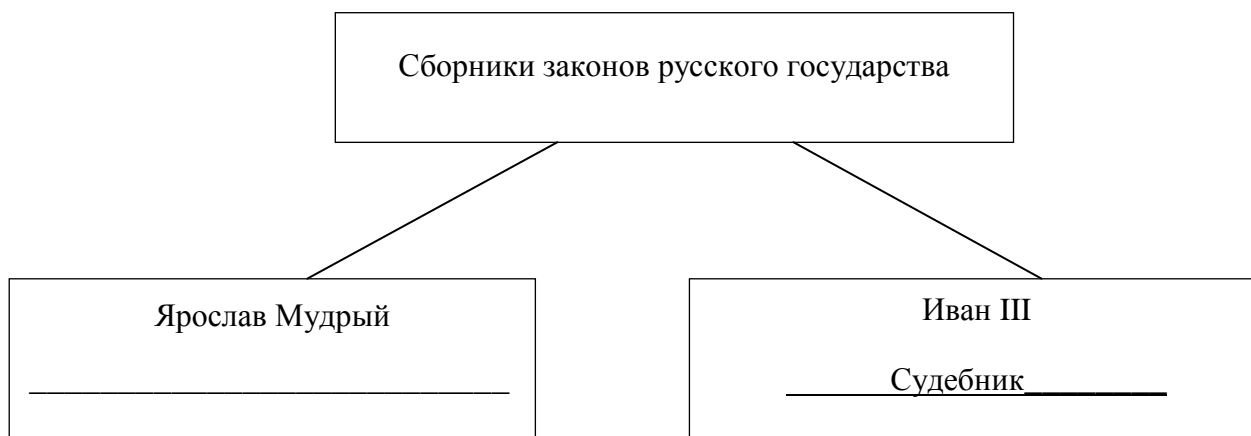 Сборники законов русского государства
Ярослав Мудрый
Иван III
Судебник